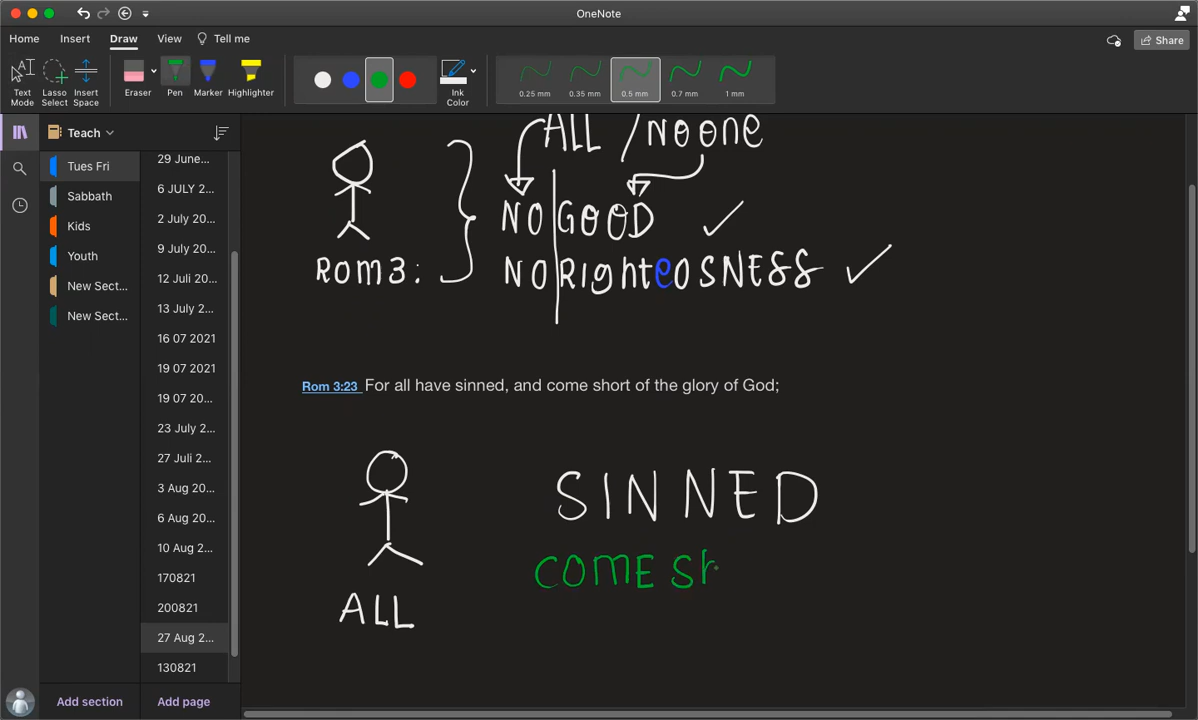 OneNote
Home Insert Draw View Tell me
Share
Text Mode
Lasso Select
Insert Space
Eraser
Pen
Marker
Highlighter
Ink Color
0.25 mm
0.35 mm
0.5 mm
0.7 mm
1 mm
Teach
Tues Fri
Sabbath
Kids
Youth
New Sect...
New Sect...
29 June...
6 JULY 2...
2 July 20...
9 July 20...
12 Juli 20...
13 July 2...
16 07 2021
19 07 2021
19 07 20...
23 July 2...
27 Juli 2...
3 Aug 20...
6 Aug 20...
10 Aug 2...
170821
200821
27 Aug 2...
130821
Add section
Add page
ALL / No one
NO GOOD
Rom 3:
NO RighteOSNESS
Rom 3:23 For all have sinned, and come short of the glory of God;
SINNED
COME Sh
ALL